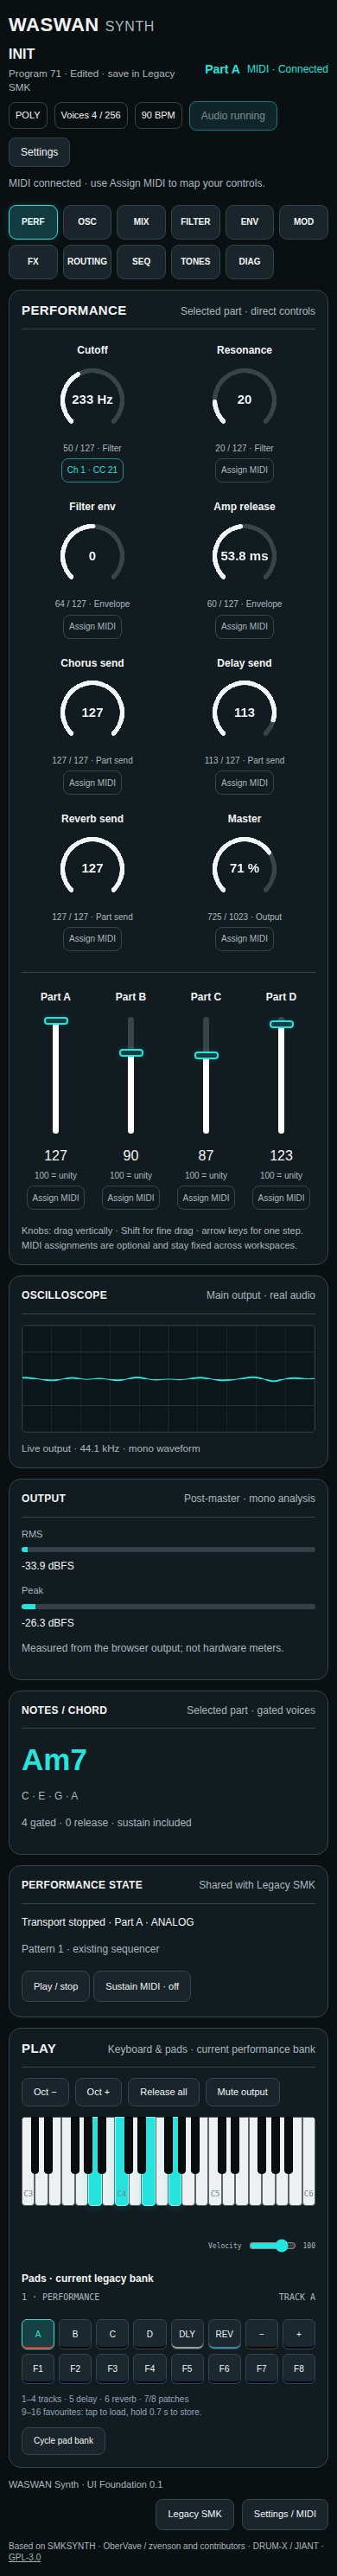 WASWAN SYNTH
INIT
Program 71 · Edited · save in Legacy
SMK
Part A MIDI · Connected
POLY
Voices 4 / 256
90 BPM
Audio running
Settings
MIDI connected · use Assign MIDI to map your controls.
PERF
OSC
MIX
FILTER
ENV
MOD
FX
ROUTING
SEQ
TONES
DIAG
PERFORMANCE
Selected part · direct controls
Cutoff
Resonance
233 Hz
20
50 / 127 · Filter
20 / 127 · Filter
Ch 1 · CC 21
Assign MIDI
Filter env
Amp release
0
53.8 ms
64 / 127 · Envelope
60 / 127 · Envelope
Assign MIDI
Assign MIDI
Chorus send
Delay send
127
113
127 / 127 · Part send
113 / 127 · Part send
Assign MIDI
Assign MIDI
Reverb send
Master
127
71 %
127 / 127 · Part send
725 / 1023 · Output
Assign MIDI
Assign MIDI
Part A
Part B
Part C
Part D
127
90
87
123
100 = unity
100 = unity
100 = unity
100 = unity
Assign MIDI
Assign MIDI
Assign MIDI
Assign MIDI
Knobs: drag vertically · Shift for fine drag · arrow keys for one step.
MIDI assignments are optional and stay fixed across workspaces.
OSCILLOSCOPE
Main output · real audio
Live output · 44.1 kHz · mono waveform
OUTPUT
Post-master · mono analysis
RMS
-33.9 dBFS
Peak
-26.3 dBFS
Measured from the browser output; not hardware meters.
NOTES / CHORD
Selected part · gated voices
Am7
C · E · G · A
4 gated · 0 release · sustain included
PERFORMANCE STATE
Shared with Legacy SMK
Transport stopped · Part A · ANALOG
Pattern 1 · existing sequencer
Play / stop
Sustain MIDI · off
PLAY
Keyboard & pads · current performance bank
Oct −
Oct +
Release all
Mute output
C3
C4
C5
C6
Velocity
100
Pads · current legacy bank
1 · PERFORMANCE
TRACK A
A
B
C
D
DLY
REV
−
+
F1
F2
F3
F4
F5
F6
F7
F8
1–4 tracks · 5 delay · 6 reverb · 7/8 patches
9–16 favourites: tap to load, hold 0.7 s to store.
Cycle pad bank
WASWAN Synth · UI Foundation 0.1
Legacy SMK
Settings / MIDI
Based on SMKSYNTH · OberVave / zvenson and contributors · DRUM-X / JIANT ·
GPL-3.0